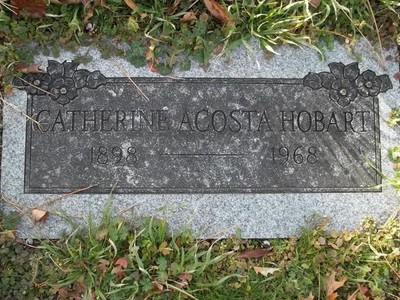 CATHERINE ACOSTA HOBART
1898 — 1968